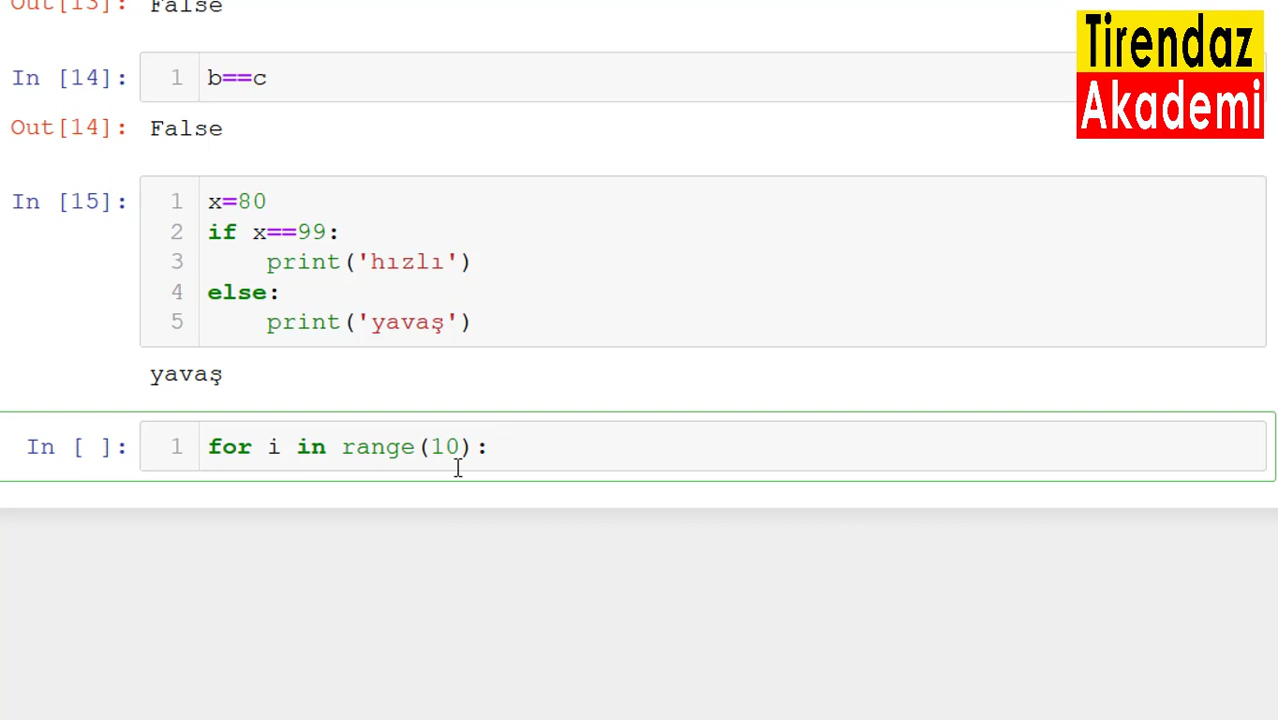 Out[13]: False
Tirendaz
Akademi
In [14]: 1 b==c
Out[14]: False
In [15]: 1 x=80
2 if x==99:
3 print('hızlı')
4 else:
5 print('yavaş')
yavaş
In [ ]: 1 for i in range(10):